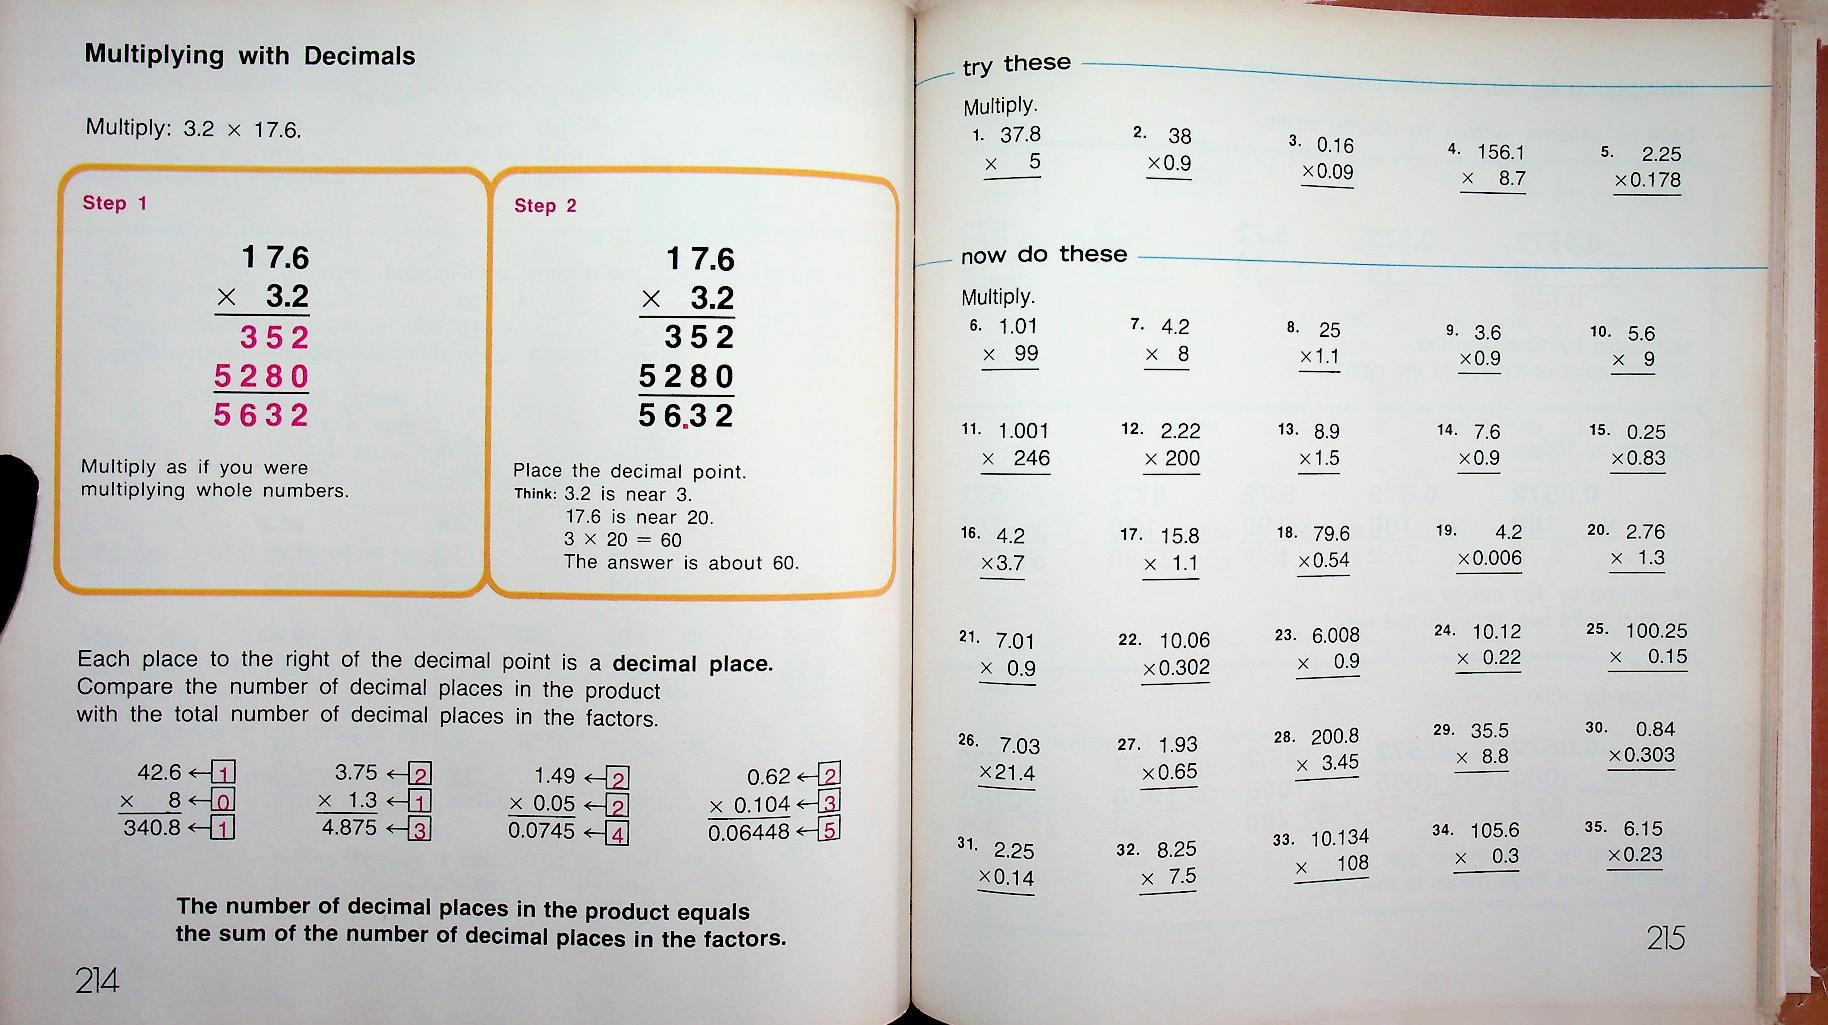 Multiplying with Decimals
Multiply: 3.2 × 17.6.
Step 1
17.6
× 3.2
352
5280
5632
Multiply as if you were
multiplying whole numbers.
Step 2
17.6
× 3.2
352
5280
56.32
Place the decimal point.
Think: 3.2 is near 3.
17.6 is near 20.
3 × 20 = 60
The answer is about 60.
Each place to the right of the decimal point is a decimal place.
Compare the number of decimal places in the product
with the total number of decimal places in the factors.
42.6 ← 1 3.75 ← 2 1.49 ← 2 0.62 ← 2
× 8 ← 0 × 1.3 ← 1 × 0.05 ← 2 × 0.104 ← 3
340.8 ← 1 4.875 ← 3 0.0745 ← 4 0.06448 ← 5
The number of decimal places in the product equals
the sum of the number of decimal places in the factors.
214
try these
Multiply.
1. 37.8 2. 38 3. 0.16 4. 156.1 5. 2.25
× 5 ×0.9 ×0.09 × 8.7 ×0.178
now do these
Multiply.
6. 1.01 7. 4.2 8. 25 9. 3.6 10. 5.6
× 99 × 8 ×1.1 ×0.9 × 9
11. 1.001 12. 2.22 13. 8.9 14. 7.6 15. 0.25
× 246 × 200 ×1.5 ×0.9 ×0.83
16. 4.2 17. 15.8 18. 79.6 19. 4.2 20. 2.76
×3.7 × 1.1 ×0.54 ×0.006 × 1.3
21. 7.01 22. 10.06 23. 6.008 24. 10.12 25. 100.25
× 0.9 ×0.302 × 0.9 × 0.22 × 0.15
26. 7.03 27. 1.93 28. 200.8 29. 35.5 30. 0.84
×21.4 ×0.65 × 3.45 × 8.8 ×0.303
31. 2.25 32. 8.25 33. 10.134 34. 105.6 35. 6.15
×0.14 × 7.5 × 108 × 0.3 ×0.23
215